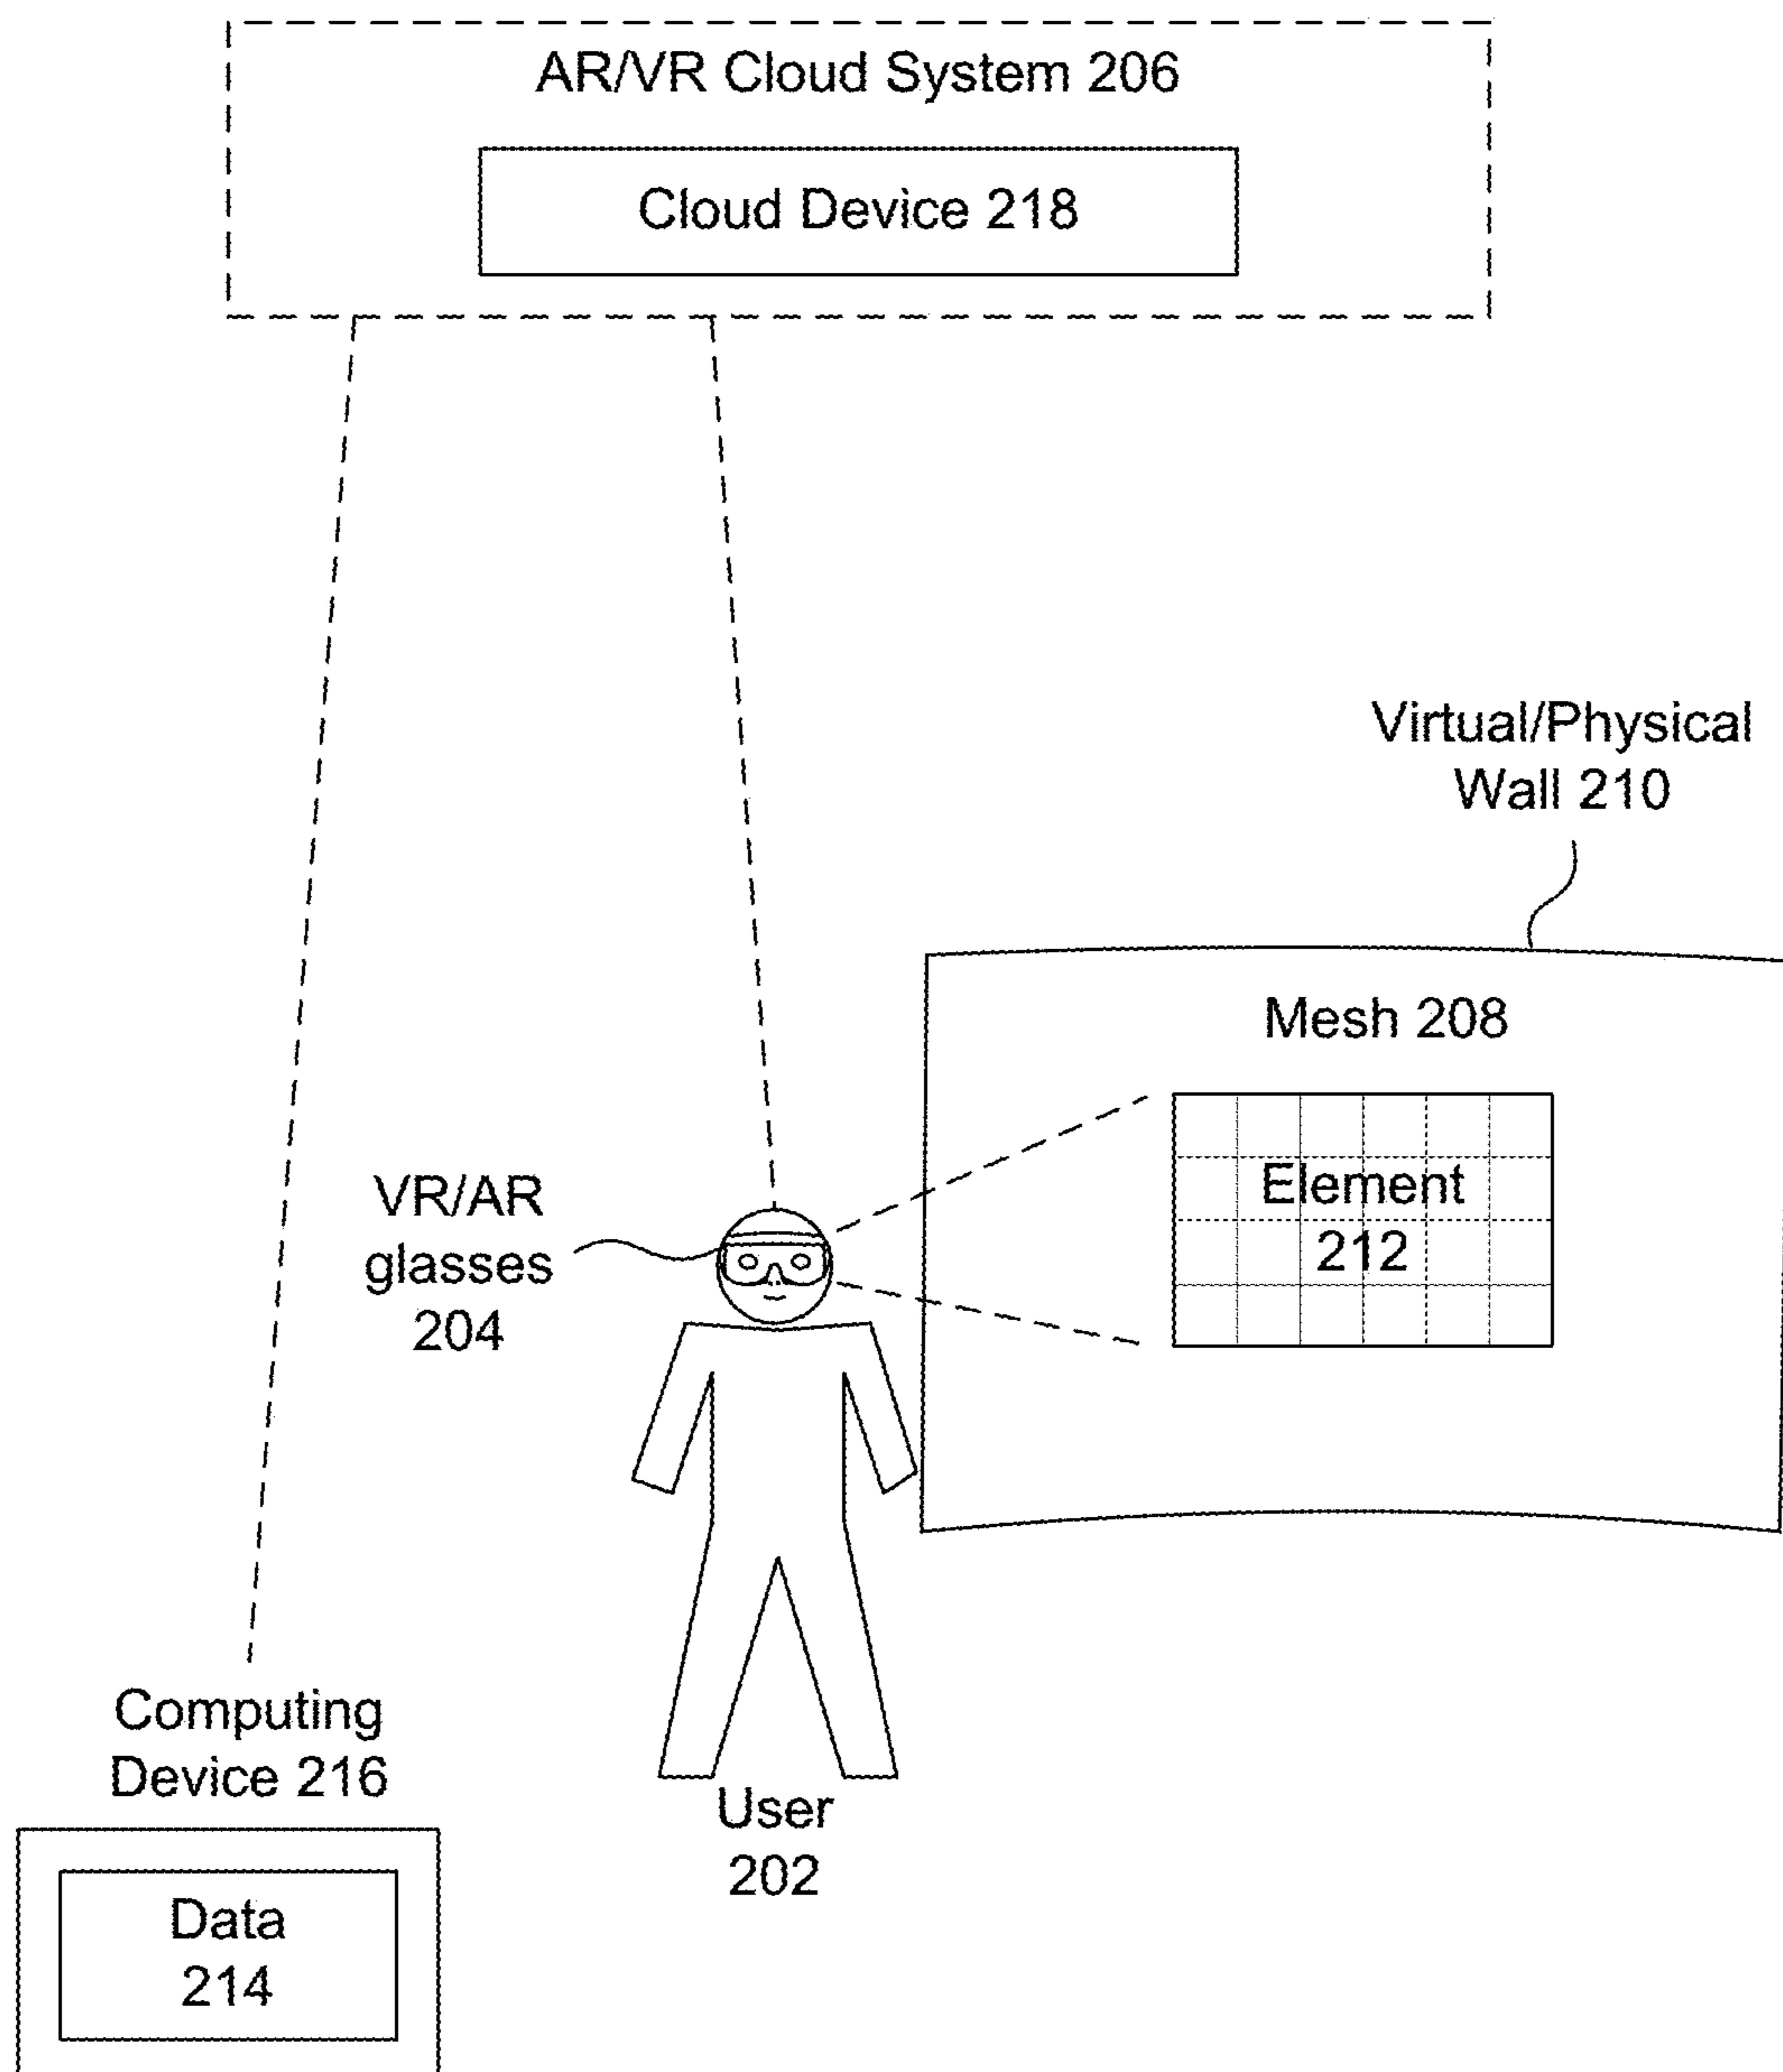 AR/VR Cloud System 206
Cloud Device 218
Virtual/Physical
Wall 210
Mesh 208
Element
212
VR/AR
glasses
204
Computing
Device 216
User
202
Data
214